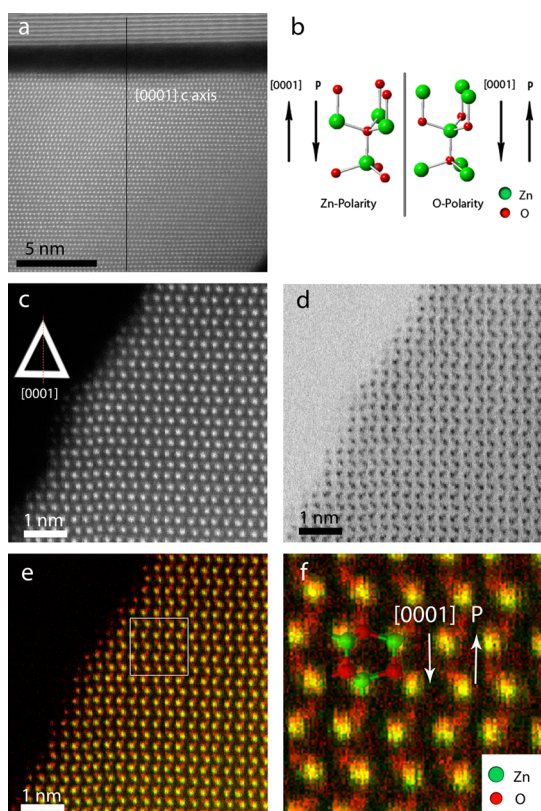 a
[0001] c axis
5 nm
b
[0001] P
[0001] P
Zn-Polarity
O-Polarity
Zn
O
c
[0001]
1 nm
d
1 nm
e
1 nm
f
[0001] P
Zn
O